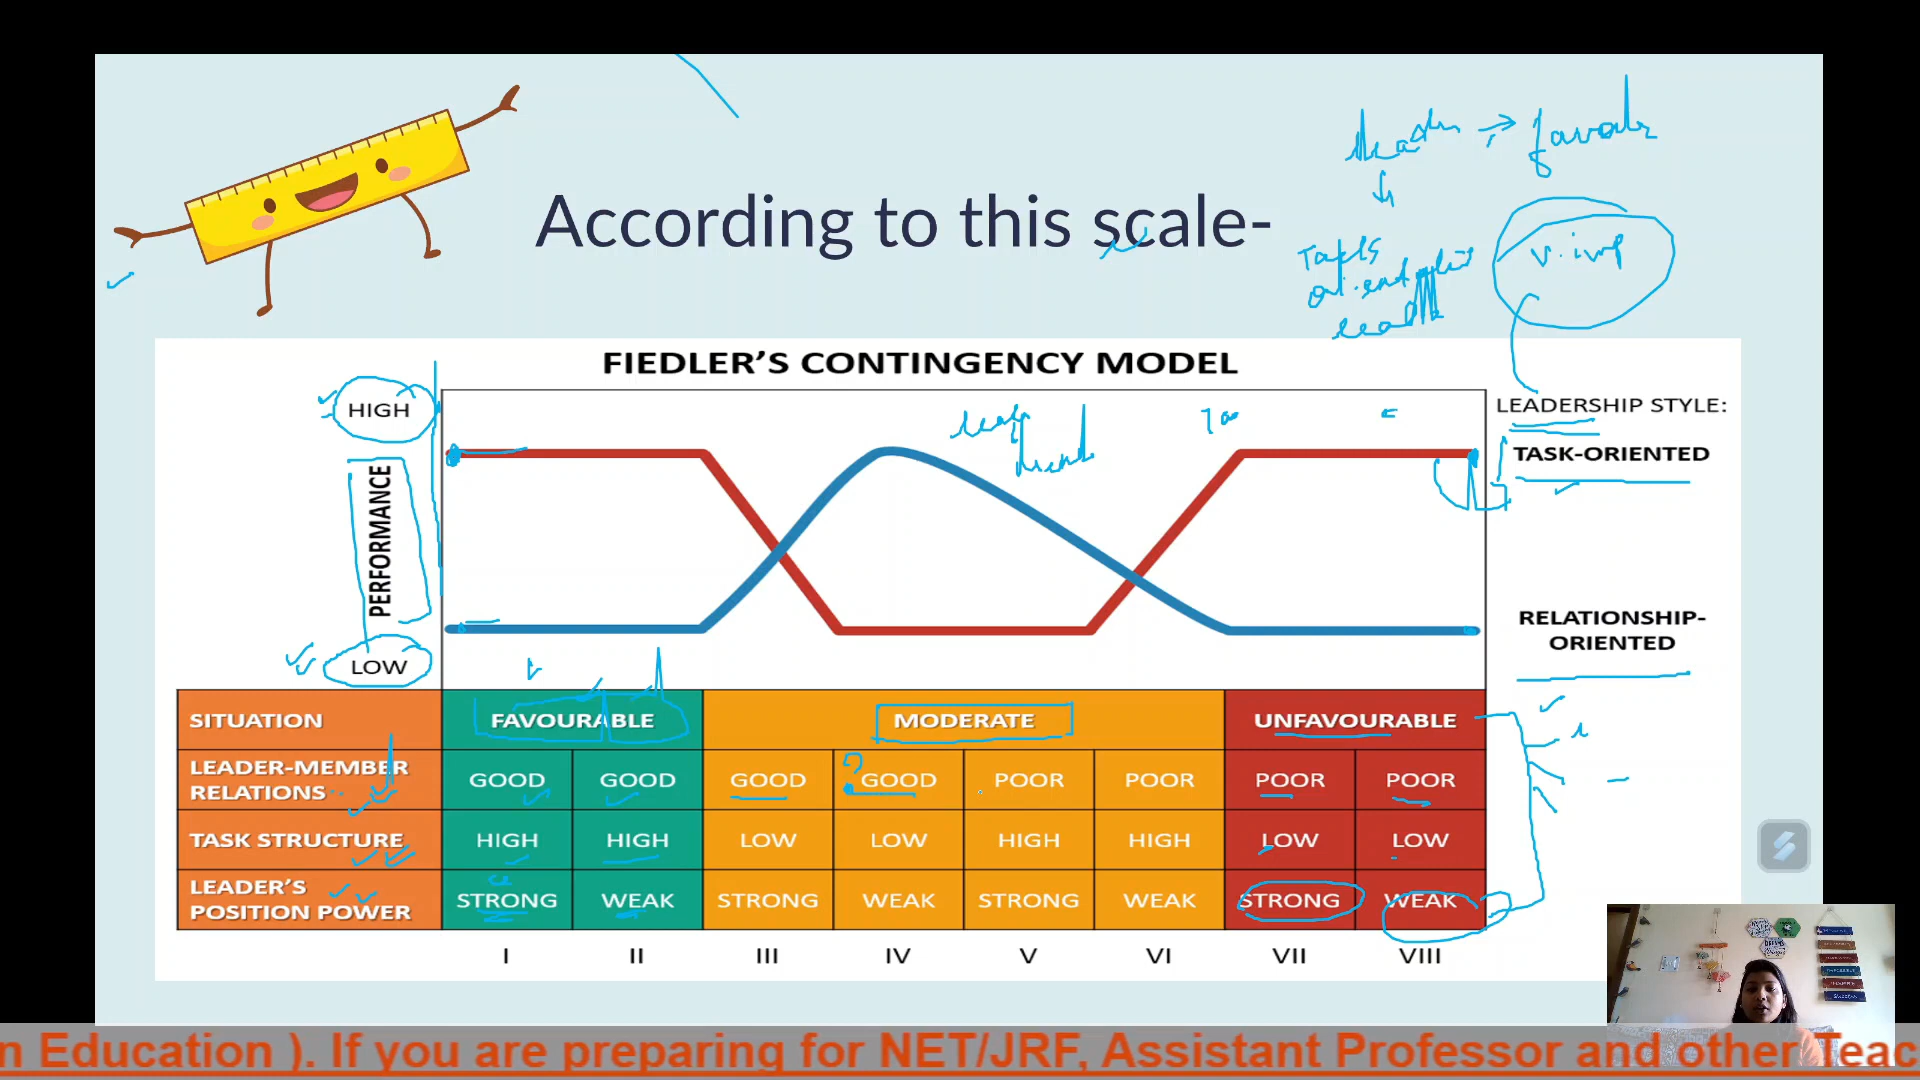 According to this scale-
leader → favour
v.imp
FIEDLER'S CONTINGENCY MODEL
HIGH
PERFORMANCE
LOW
LEADERSHIP STYLE:
TASK-ORIENTED
RELATIONSHIP-
ORIENTED
SITUATION FAVOURABLE MODERATE UNFAVOURABLE
LEADER-MEMBER
RELATIONS GOOD GOOD GOOD GOOD POOR POOR POOR POOR
TASK STRUCTURE HIGH HIGH LOW LOW HIGH HIGH LOW LOW
LEADER'S
POSITION POWER STRONG WEAK STRONG WEAK STRONG WEAK STRONG WEAK
I II III IV V VI VII VIII
n Education ). If you are preparing for NET/JRF, Assistant Professor and other Teac